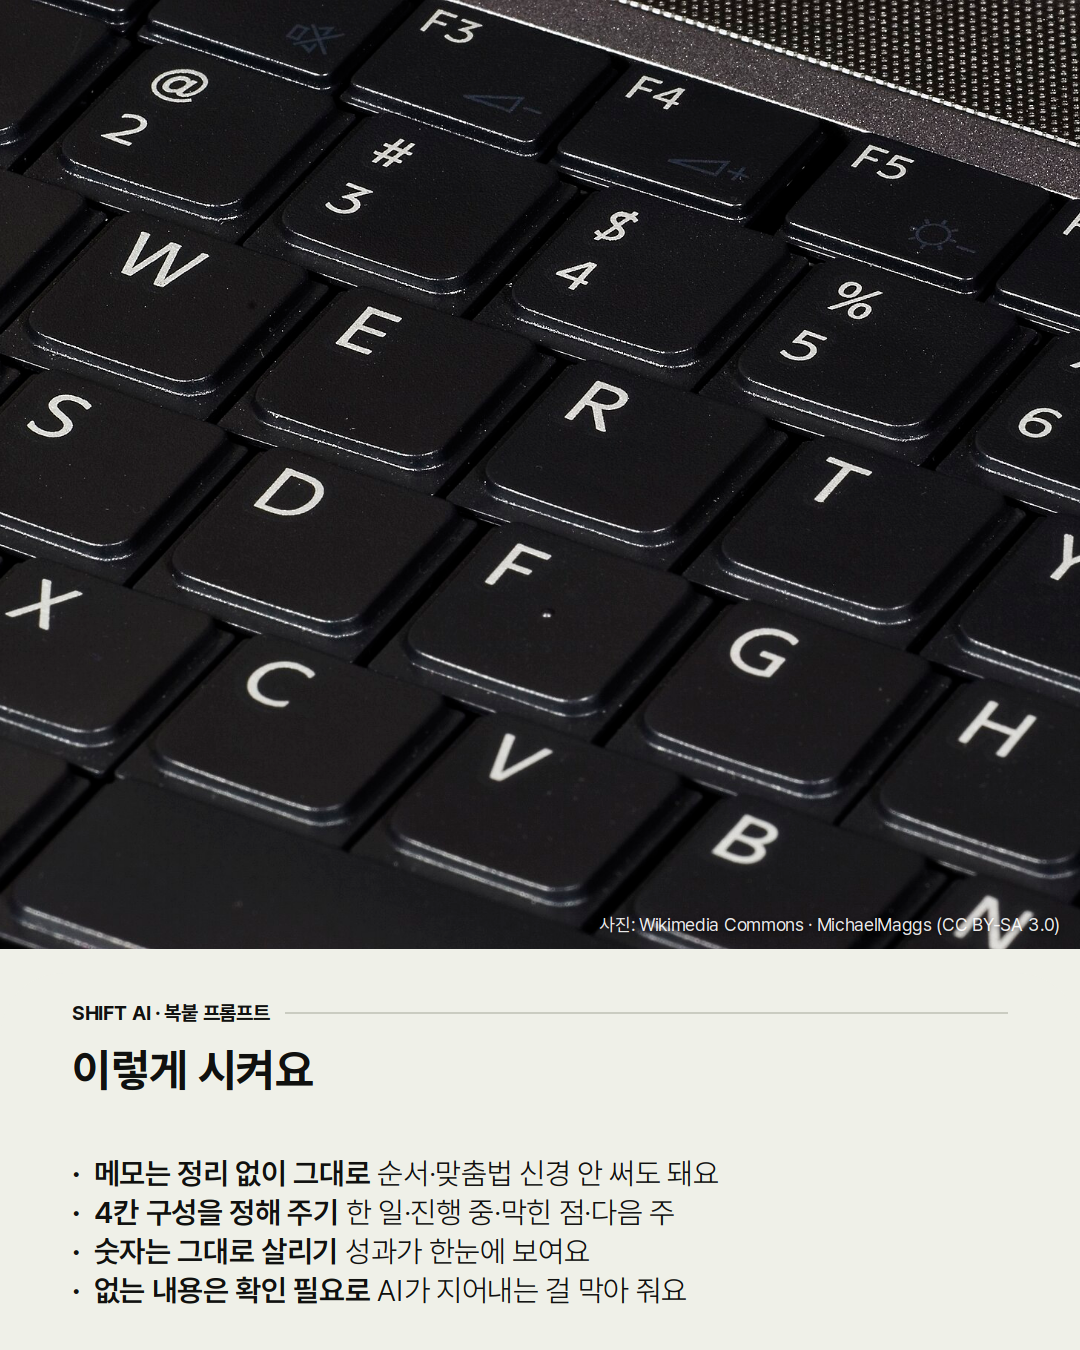 F3
F4
F5
@
2
#
3
$
4
%
5
6
W
E
R
T
Y
S
D
F
G
H
X
C
V
B
N
사진: Wikimedia Commons · MichaelMaggs (CC BY-SA 3.0)
SHIFT AI · 복붙 프롬프트
이렇게 시켜요
· 메모는 정리 없이 그대로 순서·맞춤법 신경 안 써도 돼요
· 4칸 구성을 정해 주기 한 일·진행 중·막힌 점·다음 주
· 숫자는 그대로 살리기 성과가 한눈에 보여요
· 없는 내용은 확인 필요로 AI가 지어내는 걸 막아 줘요